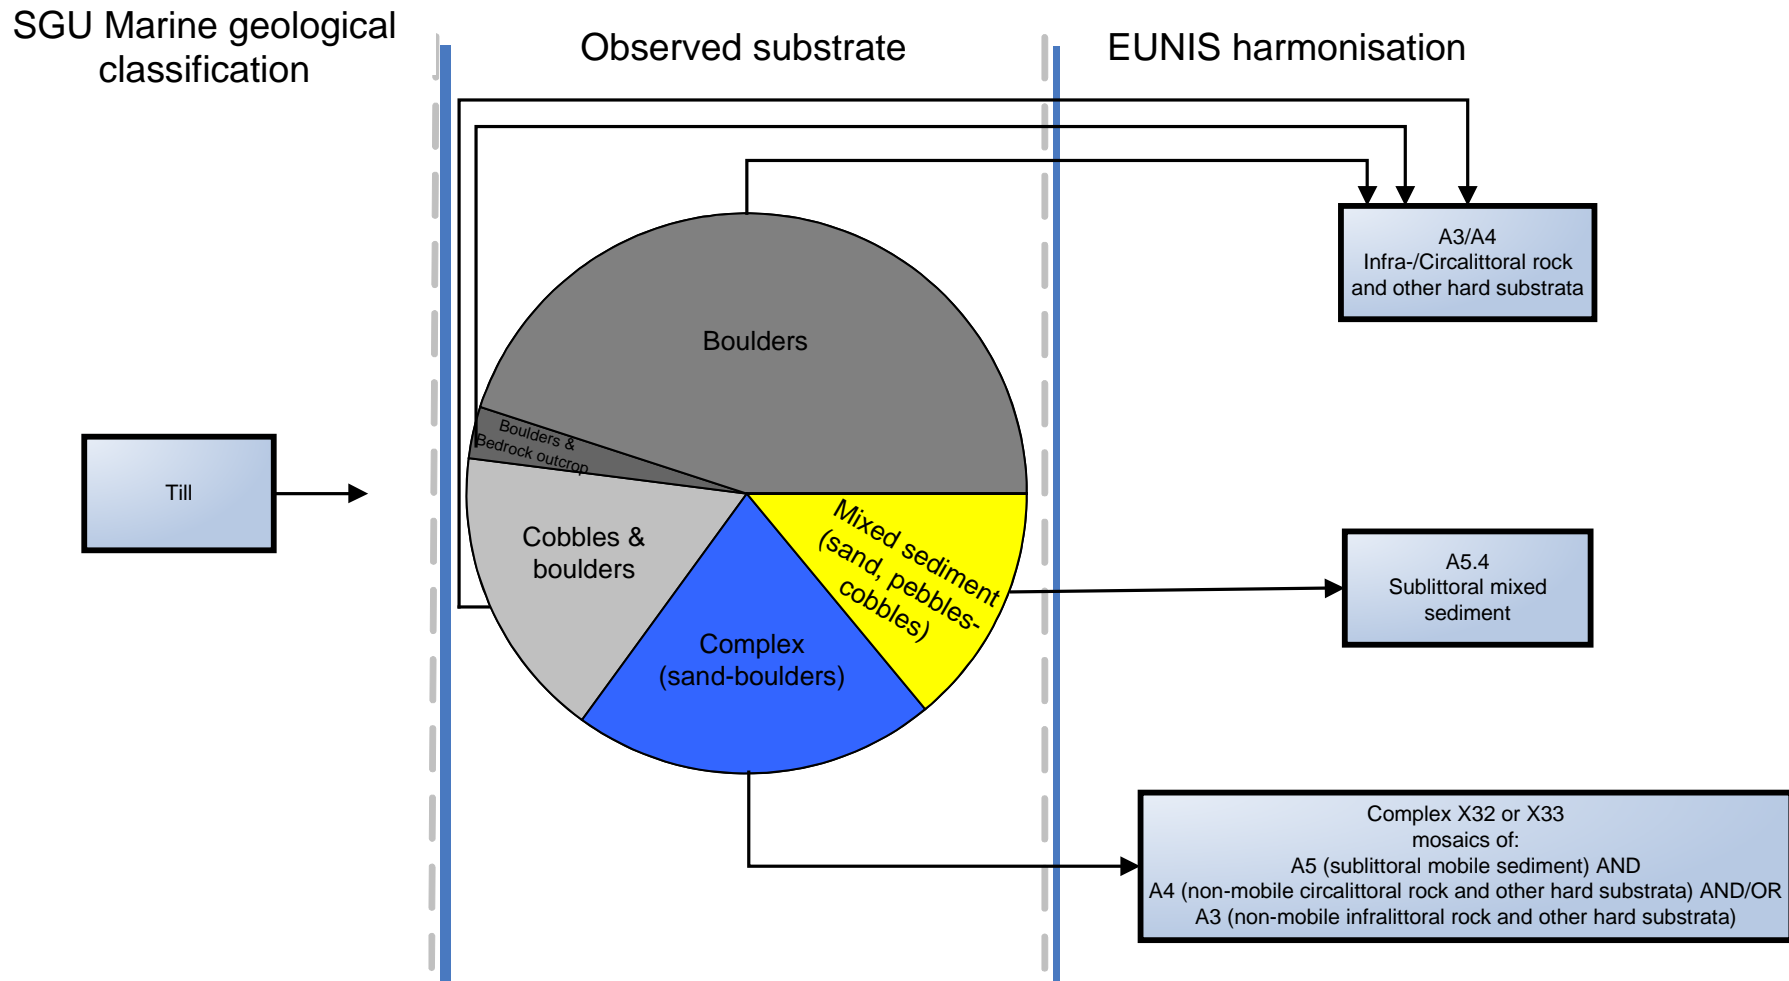 SGU Marine geological
classification
Observed substrate
EUNIS harmonisation
Till
Boulders
Boulders &
Bedrock outcrop
Cobbles &
boulders
Complex
(sand-boulders)
Mixed sediment
(sand, pebbles-
cobbles)
A3/A4
Infra-/Circalittoral rock
and other hard substrata
A5.4
Sublittoral mixed
sediment
Complex X32 or X33
mosaics of:
A5 (sublittoral mobile sediment) AND
A4 (non-mobile circalittoral rock and other hard substrata) AND/OR
A3 (non-mobile infralittoral rock and other hard substrata)